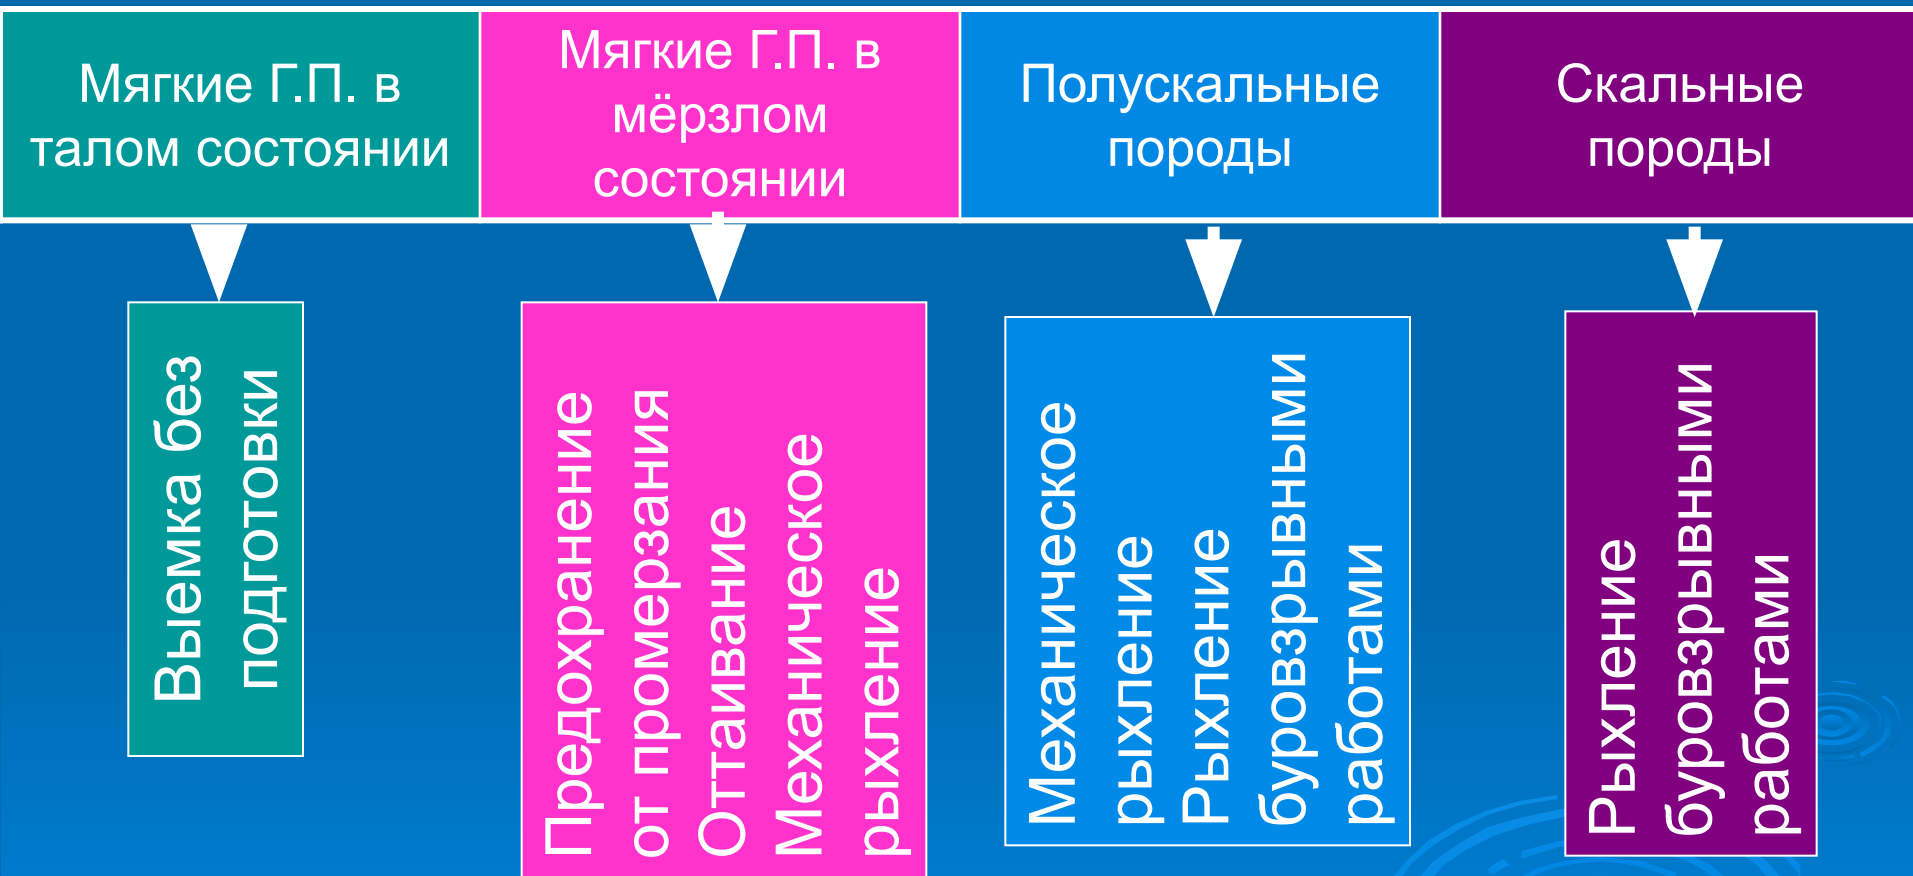 Мягкие Г.П. в
талом состоянии
Мягкие Г.П. в
мёрзлом
состоянии
Полускальные
породы
Скальные
породы
Выемка без
подготовки
Предохранение
от промерзания
Оттаивание
Механическое
рыхление
Механическое
рыхление
Рыхление
буровзрывными
работами
Рыхление
буровзрывными
работами